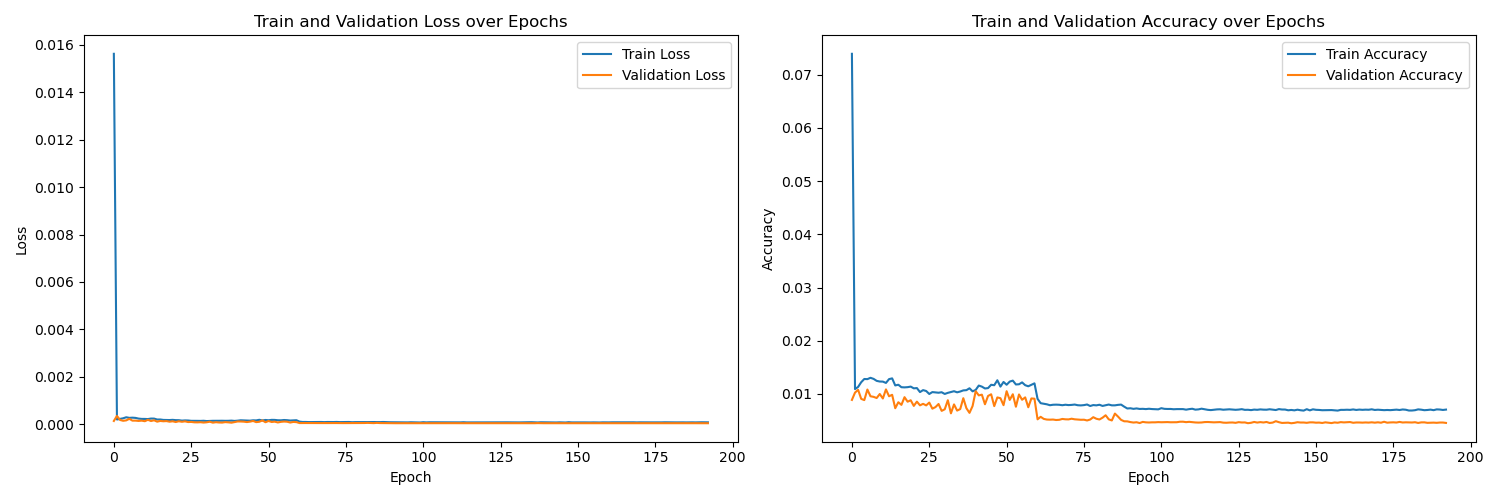 Train and Validation Loss over Epochs
Train Loss
Validation Loss
0.016
0.014
0.012
0.010
0.008
0.006
0.004
0.002
0.000
Loss
0 25 50 75 100 125 150 175 200
Epoch
Train and Validation Accuracy over Epochs
Train Accuracy
Validation Accuracy
0.07
0.06
0.05
0.04
0.03
0.02
0.01
Accuracy
0 25 50 75 100 125 150 175 200
Epoch